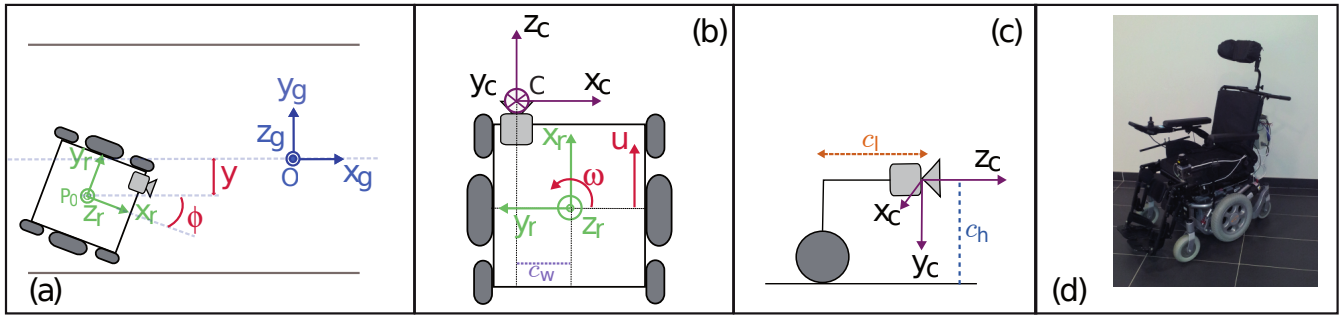 (a)
y_g
z_g
O
x_g
y
ϕ
y_r
P_0
z_r
x_r
(b)
z_c
y_c
C
x_c
x_r
u
ω
y_r
z_r
c_w
(c)
c_l
z_c
x_c
y_c
c_h
(d)